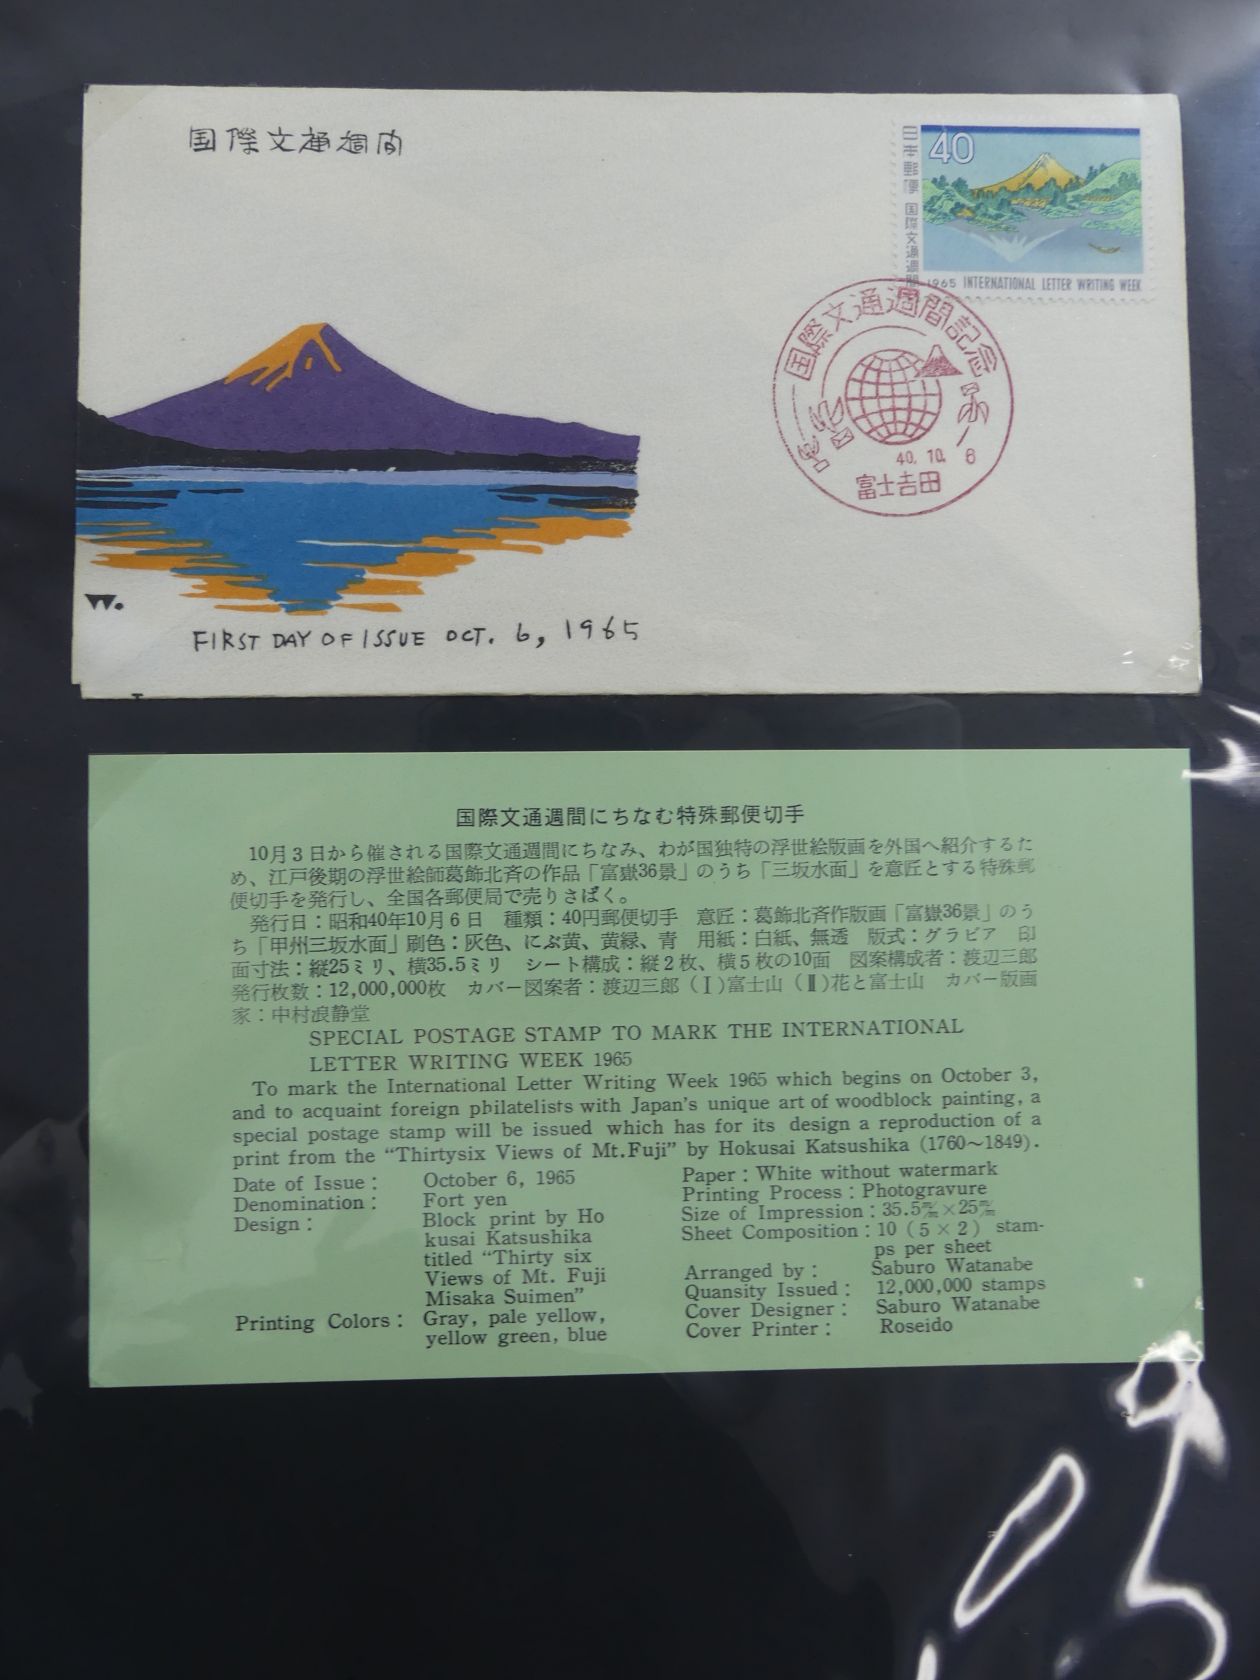 国際文通週间
日本郵便 国際文通週間
40
1965 INTERNATIONAL LETTER WRITING WEEK
国際文通週間記念
40. 10. 6
富士吉田
W.
FIRST DAY OF ISSUE OCT. 6, 1965
国際文通週間にちなむ特殊郵便切手
10月3日から催される国際文通週間にちなみ、わが国独特の浮世絵版画を外国へ紹介するた
め、江戸後期の浮世絵師葛飾北斉の作品「富嶽36景」のうち「三坂水面」を意匠とする特殊郵
便切手を発行し、全国各郵便局で売りさばく。
発行日:昭和40年10月6日 種類:40円郵便切手 意匠:葛飾北斉作版画「富嶽36景」のう
ち「甲州三坂水面」刷色:灰色、にぶ黄、黄緑、青 用紙:白紙、無透 版式:グラビア 印
面寸法:縦25ミリ、横35.5ミリ シート構成:縦2枚、横5枚の10面 図案構成者:渡辺三郎
発行枚数:12,000,000枚 カバー図案者:渡辺三郎(Ⅰ)富士山(Ⅱ)花と富士山 カバー版画
家:中村浪静堂
SPECIAL POSTAGE STAMP TO MARK THE INTERNATIONAL
LETTER WRITING WEEK 1965
To mark the International Letter Writing Week 1965 which begins on October 3,
and to acquaint foreign philatelists with Japan's unique art of woodblock painting, a
special postage stamp will be issued which has for its design a reproduction of a
print from the "Thirtysix Views of Mt.Fuji" by Hokusai Katsushika (1760~1849).
Date of Issue: October 6, 1965
Denomination: Fort yen
Design: Block print by Ho
kusai Katsushika
titled "Thirty six
Views of Mt. Fuji
Misaka Suimen"
Printing Colors: Gray, pale yellow,
yellow green, blue
Paper: White without watermark
Printing Process: Photogravure
Size of Impression: 35.5㎜×25㎜
Sheet Composition: 10 (5×2) stam-
ps per sheet
Arranged by: Saburo Watanabe
Quansity Issued: 12,000,000 stamps
Cover Designer: Saburo Watanabe
Cover Printer: Roseido